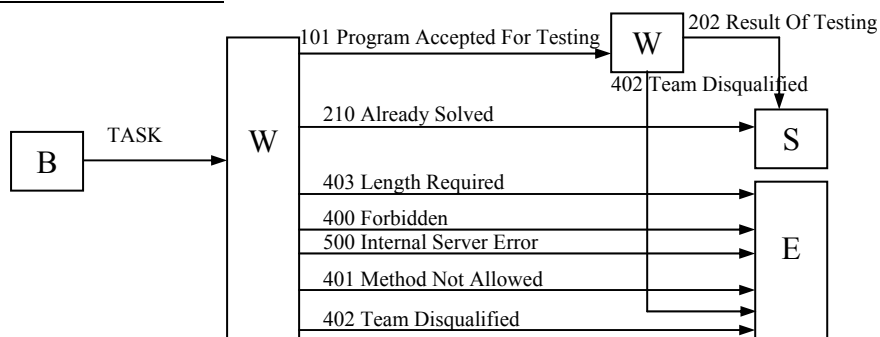 101 Program Accepted For Testing
W
202 Result Of Testing
402 Team Disqualified
210 Already Solved
S
B
TASK
W
403 Length Required
400 Forbidden
500 Internal Server Error
E
401 Method Not Allowed
402 Team Disqualified